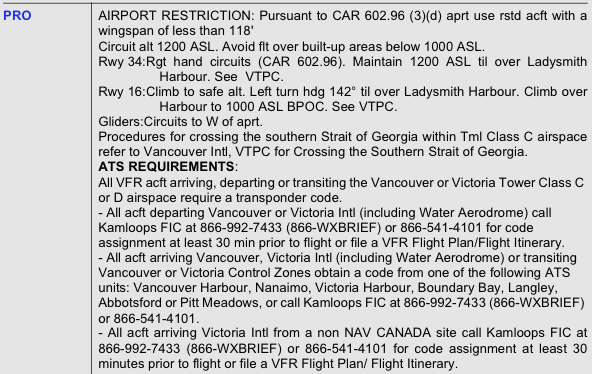 PRO
AIRPORT RESTRICTION: Pursuant to CAR 602.96 (3)(d) aprt use rstd acft with a
wingspan of less than 118'
Circuit alt 1200 ASL. Avoid flt over built-up areas below 1000 ASL.
Rwy 34:Rgt hand circuits (CAR 602.96). Maintain 1200 ASL til over Ladysmith
Harbour. See VTPC.
Rwy 16:Climb to safe alt. Left turn hdg 142° til over Ladysmith Harbour. Climb over
Harbour to 1000 ASL BPOC. See VTPC.
Gliders:Circuits to W of aprt.
Procedures for crossing the southern Strait of Georgia within Tml Class C airspace
refer to Vancouver Intl, VTPC for Crossing the Southern Strait of Georgia.
ATS REQUIREMENTS:
All VFR acft arriving, departing or transiting the Vancouver or Victoria Tower Class C
or D airspace require a transponder code.
- All acft departing Vancouver or Victoria Intl (including Water Aerodrome) call
Kamloops FIC at 866-992-7433 (866-WXBRIEF) or 866-541-4101 for code
assignment at least 30 min prior to flight or file a VFR Flight Plan/Flight Itinerary.
- All acft arriving Vancouver, Victoria Intl (including Water Aerodrome) or transiting
Vancouver or Victoria Control Zones obtain a code from one of the following ATS
units: Vancouver Harbour, Nanaimo, Victoria Harbour, Boundary Bay, Langley,
Abbotsford or Pitt Meadows, or call Kamloops FIC at 866-992-7433 (866-WXBRIEF)
or 866-541-4101.
- All acft arriving Victoria Intl from a non NAV CANADA site call Kamloops FIC at
866-992-7433 (866-WXBRIEF) or 866-541-4101 for code assignment at least 30
minutes prior to flight or file a VFR Flight Plan/ Flight Itinerary.